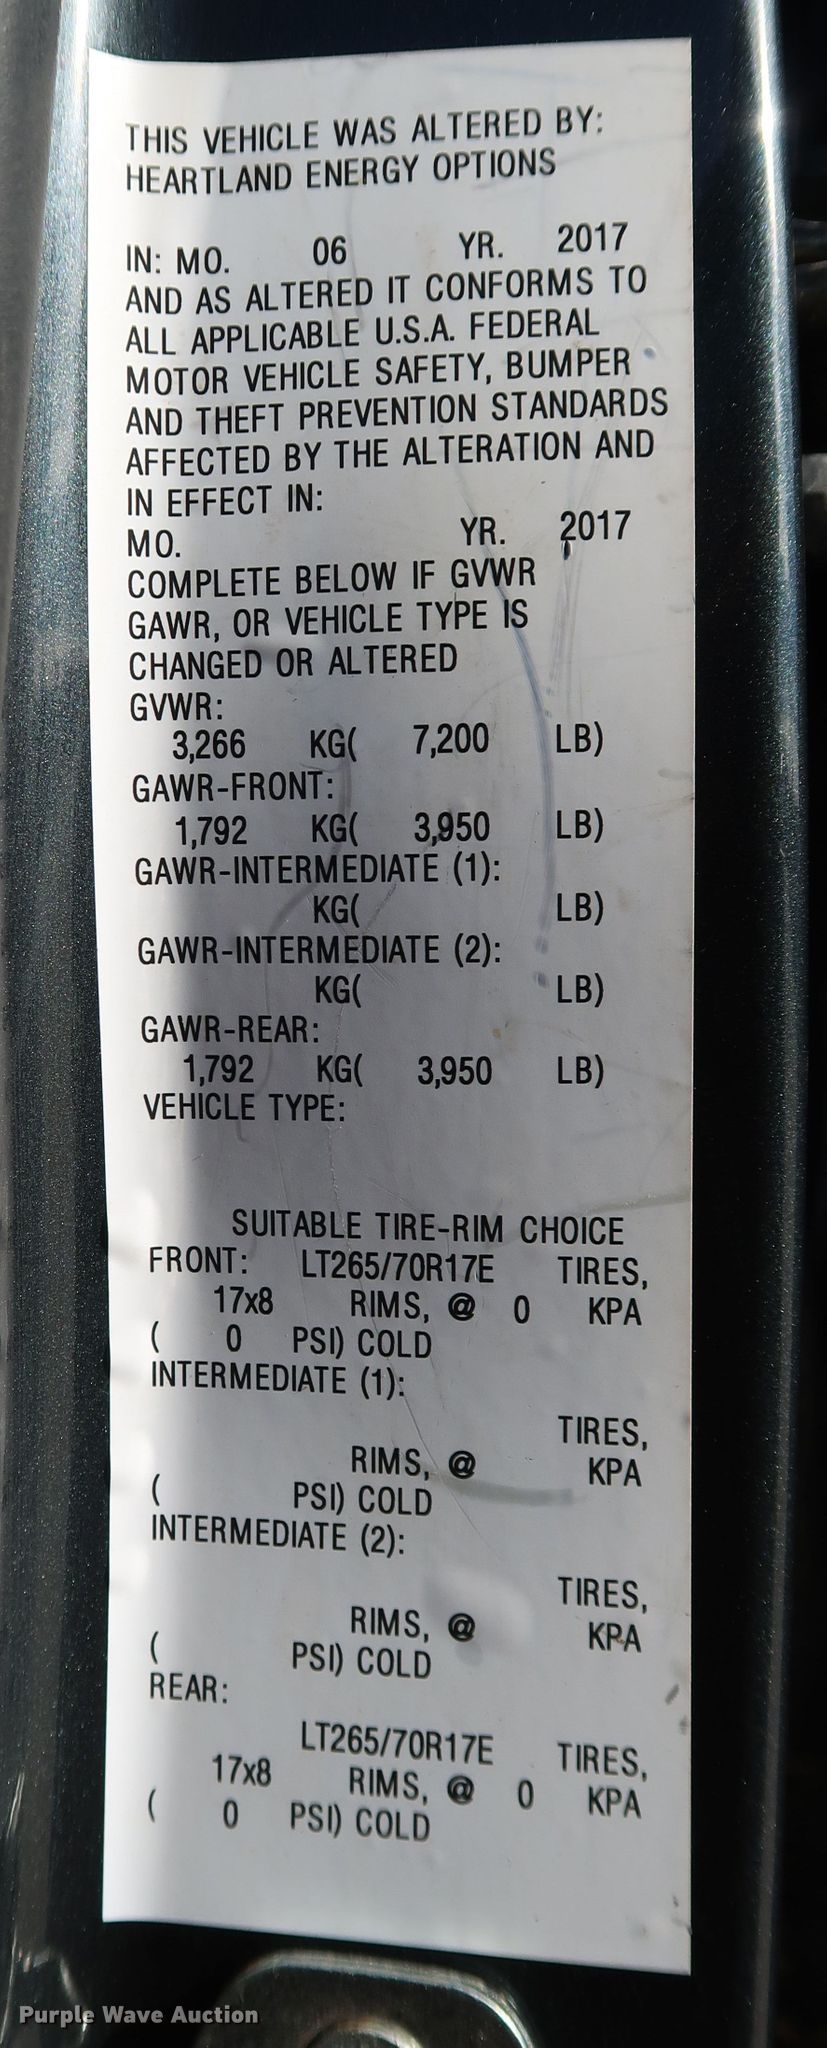 THIS VEHICLE WAS ALTERED BY:
HEARTLAND ENERGY OPTIONS
IN: MO. 06 YR. 2017
AND AS ALTERED IT CONFORMS TO
ALL APPLICABLE U.S.A. FEDERAL
MOTOR VEHICLE SAFETY, BUMPER
AND THEFT PREVENTION STANDARDS
AFFECTED BY THE ALTERATION AND
IN EFFECT IN:
MO. YR. 2017
COMPLETE BELOW IF GVWR
GAWR, OR VEHICLE TYPE IS
CHANGED OR ALTERED
GVWR:
3,266 KG( 7,200 LB)
GAWR-FRONT:
1,792 KG( 3,950 LB)
GAWR-INTERMEDIATE (1):
KG( LB)
GAWR-INTERMEDIATE (2):
KG( LB)
GAWR-REAR:
1,792 KG( 3,950 LB)
VEHICLE TYPE:
SUITABLE TIRE-RIM CHOICE
FRONT: LT265/70R17E TIRES,
17x8 RIMS, @ 0 KPA
( 0 PSI) COLD
INTERMEDIATE (1):
TIRES,
RIMS, @ KPA
( PSI) COLD
INTERMEDIATE (2):
TIRES,
RIMS, @ KPA
( PSI) COLD
REAR:
LT265/70R17E TIRES,
17x8 RIMS, @ 0 KPA
( 0 PSI) COLD
Purple Wave Auction